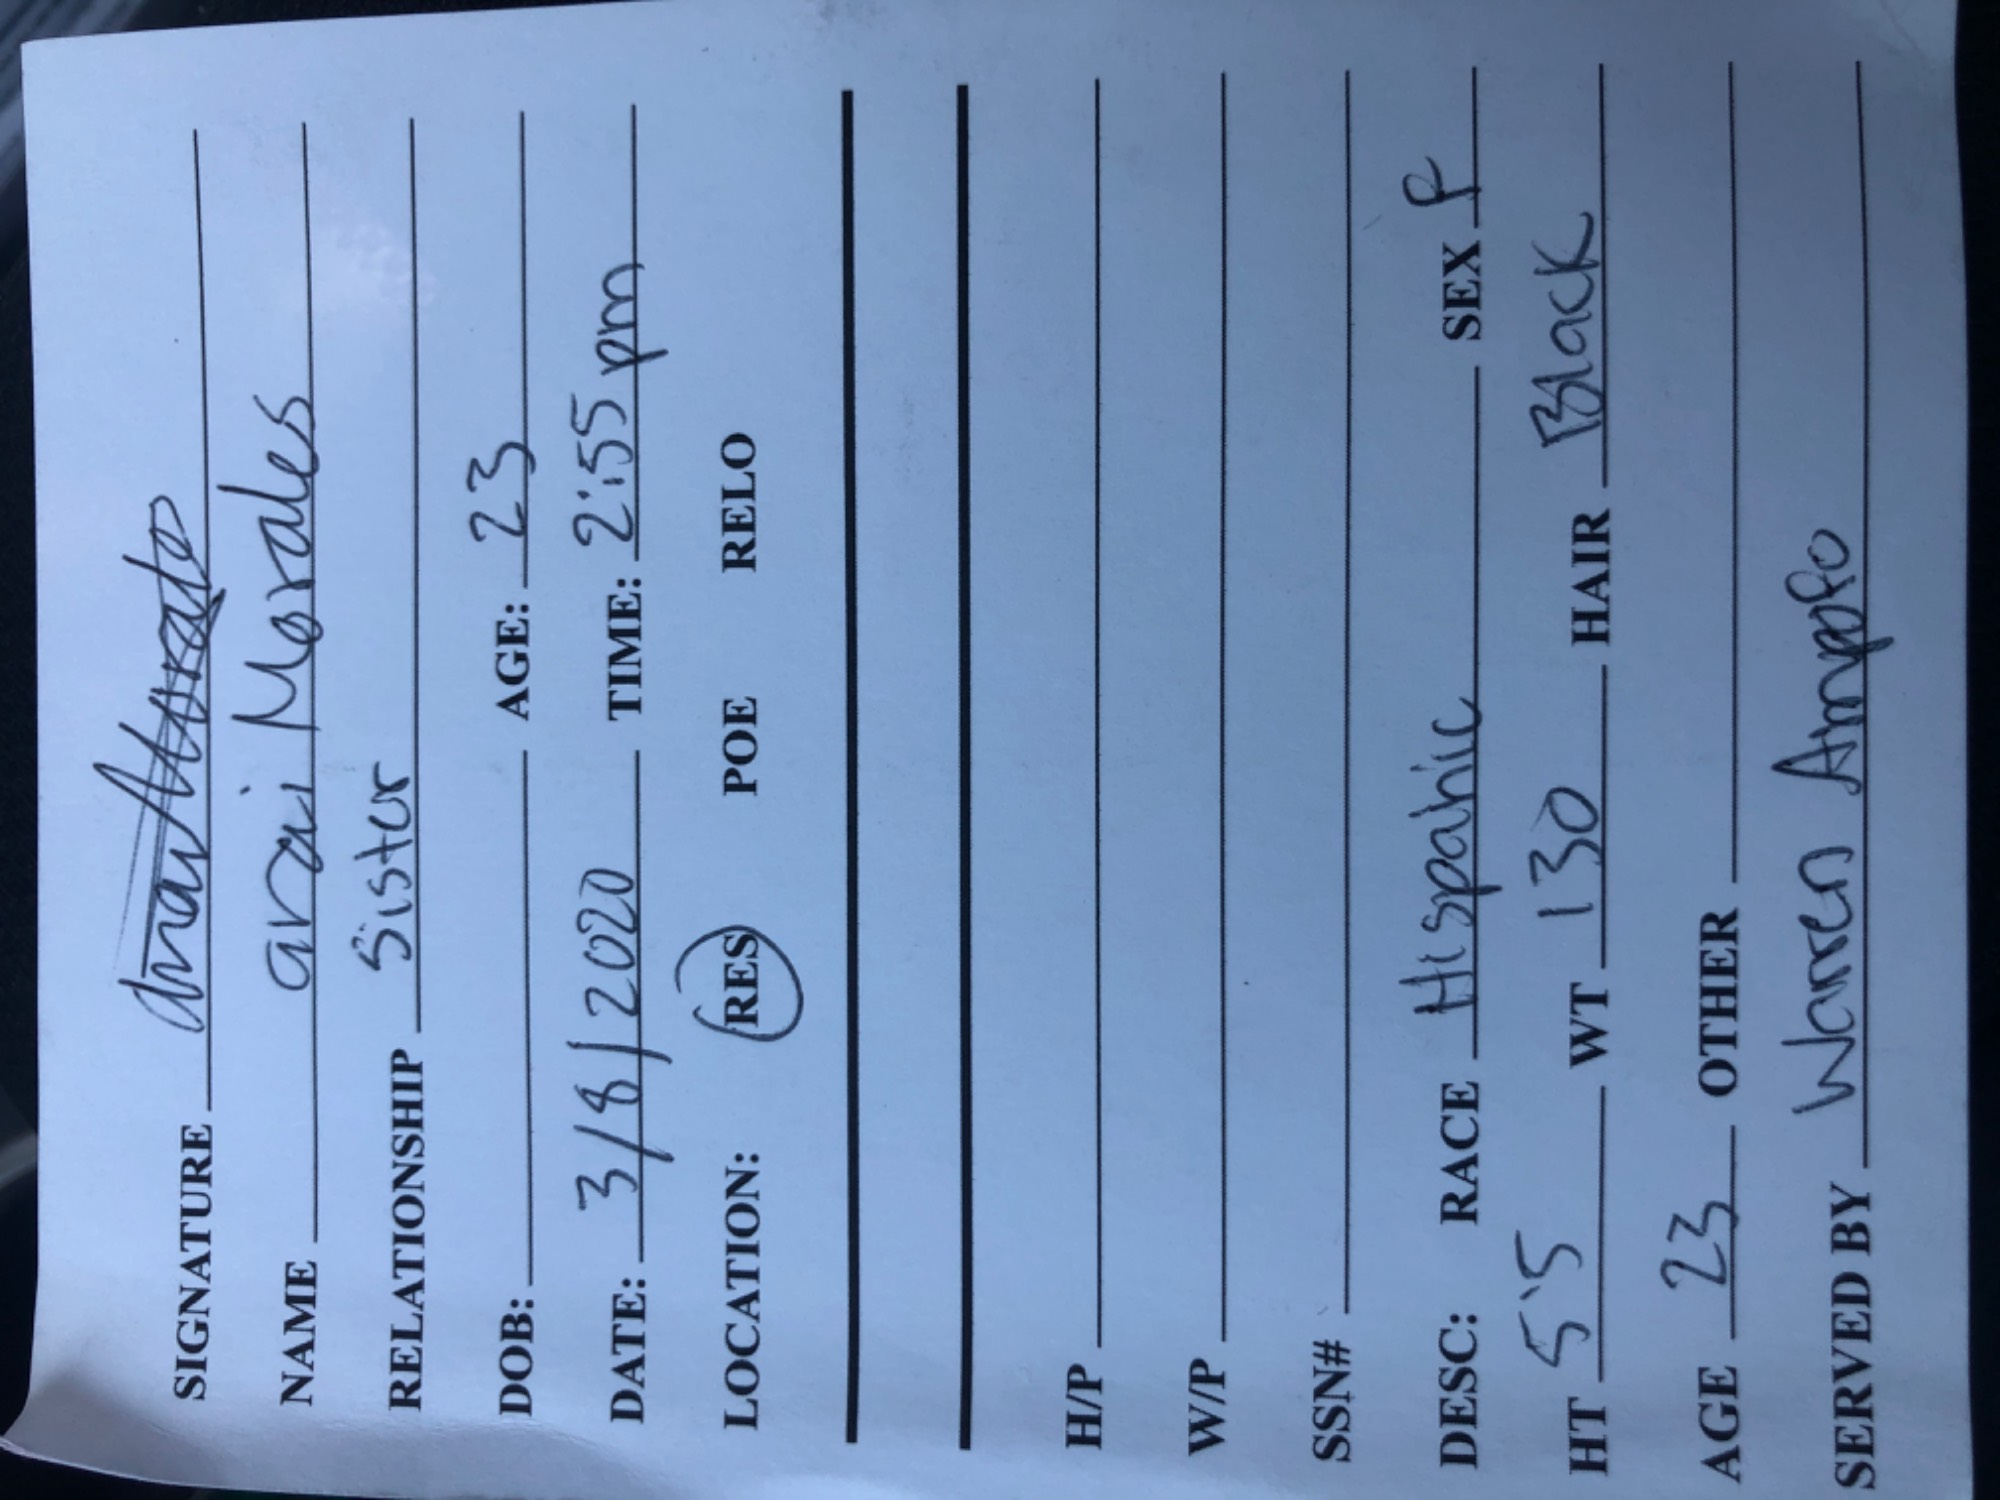 SIGNATURE
NAME arai Morales
RELATIONSHIP Sister
DOB: AGE: 23
DATE: 3/8/2020 TIME: 2:55 pm
LOCATION: RES POE RELO
H/P
W/P
SSN#
DESC: RACE Hispanic SEX F
HT 5'5 WT 130 HAIR Black
AGE 23 OTHER
SERVED BY Warren Ampofo